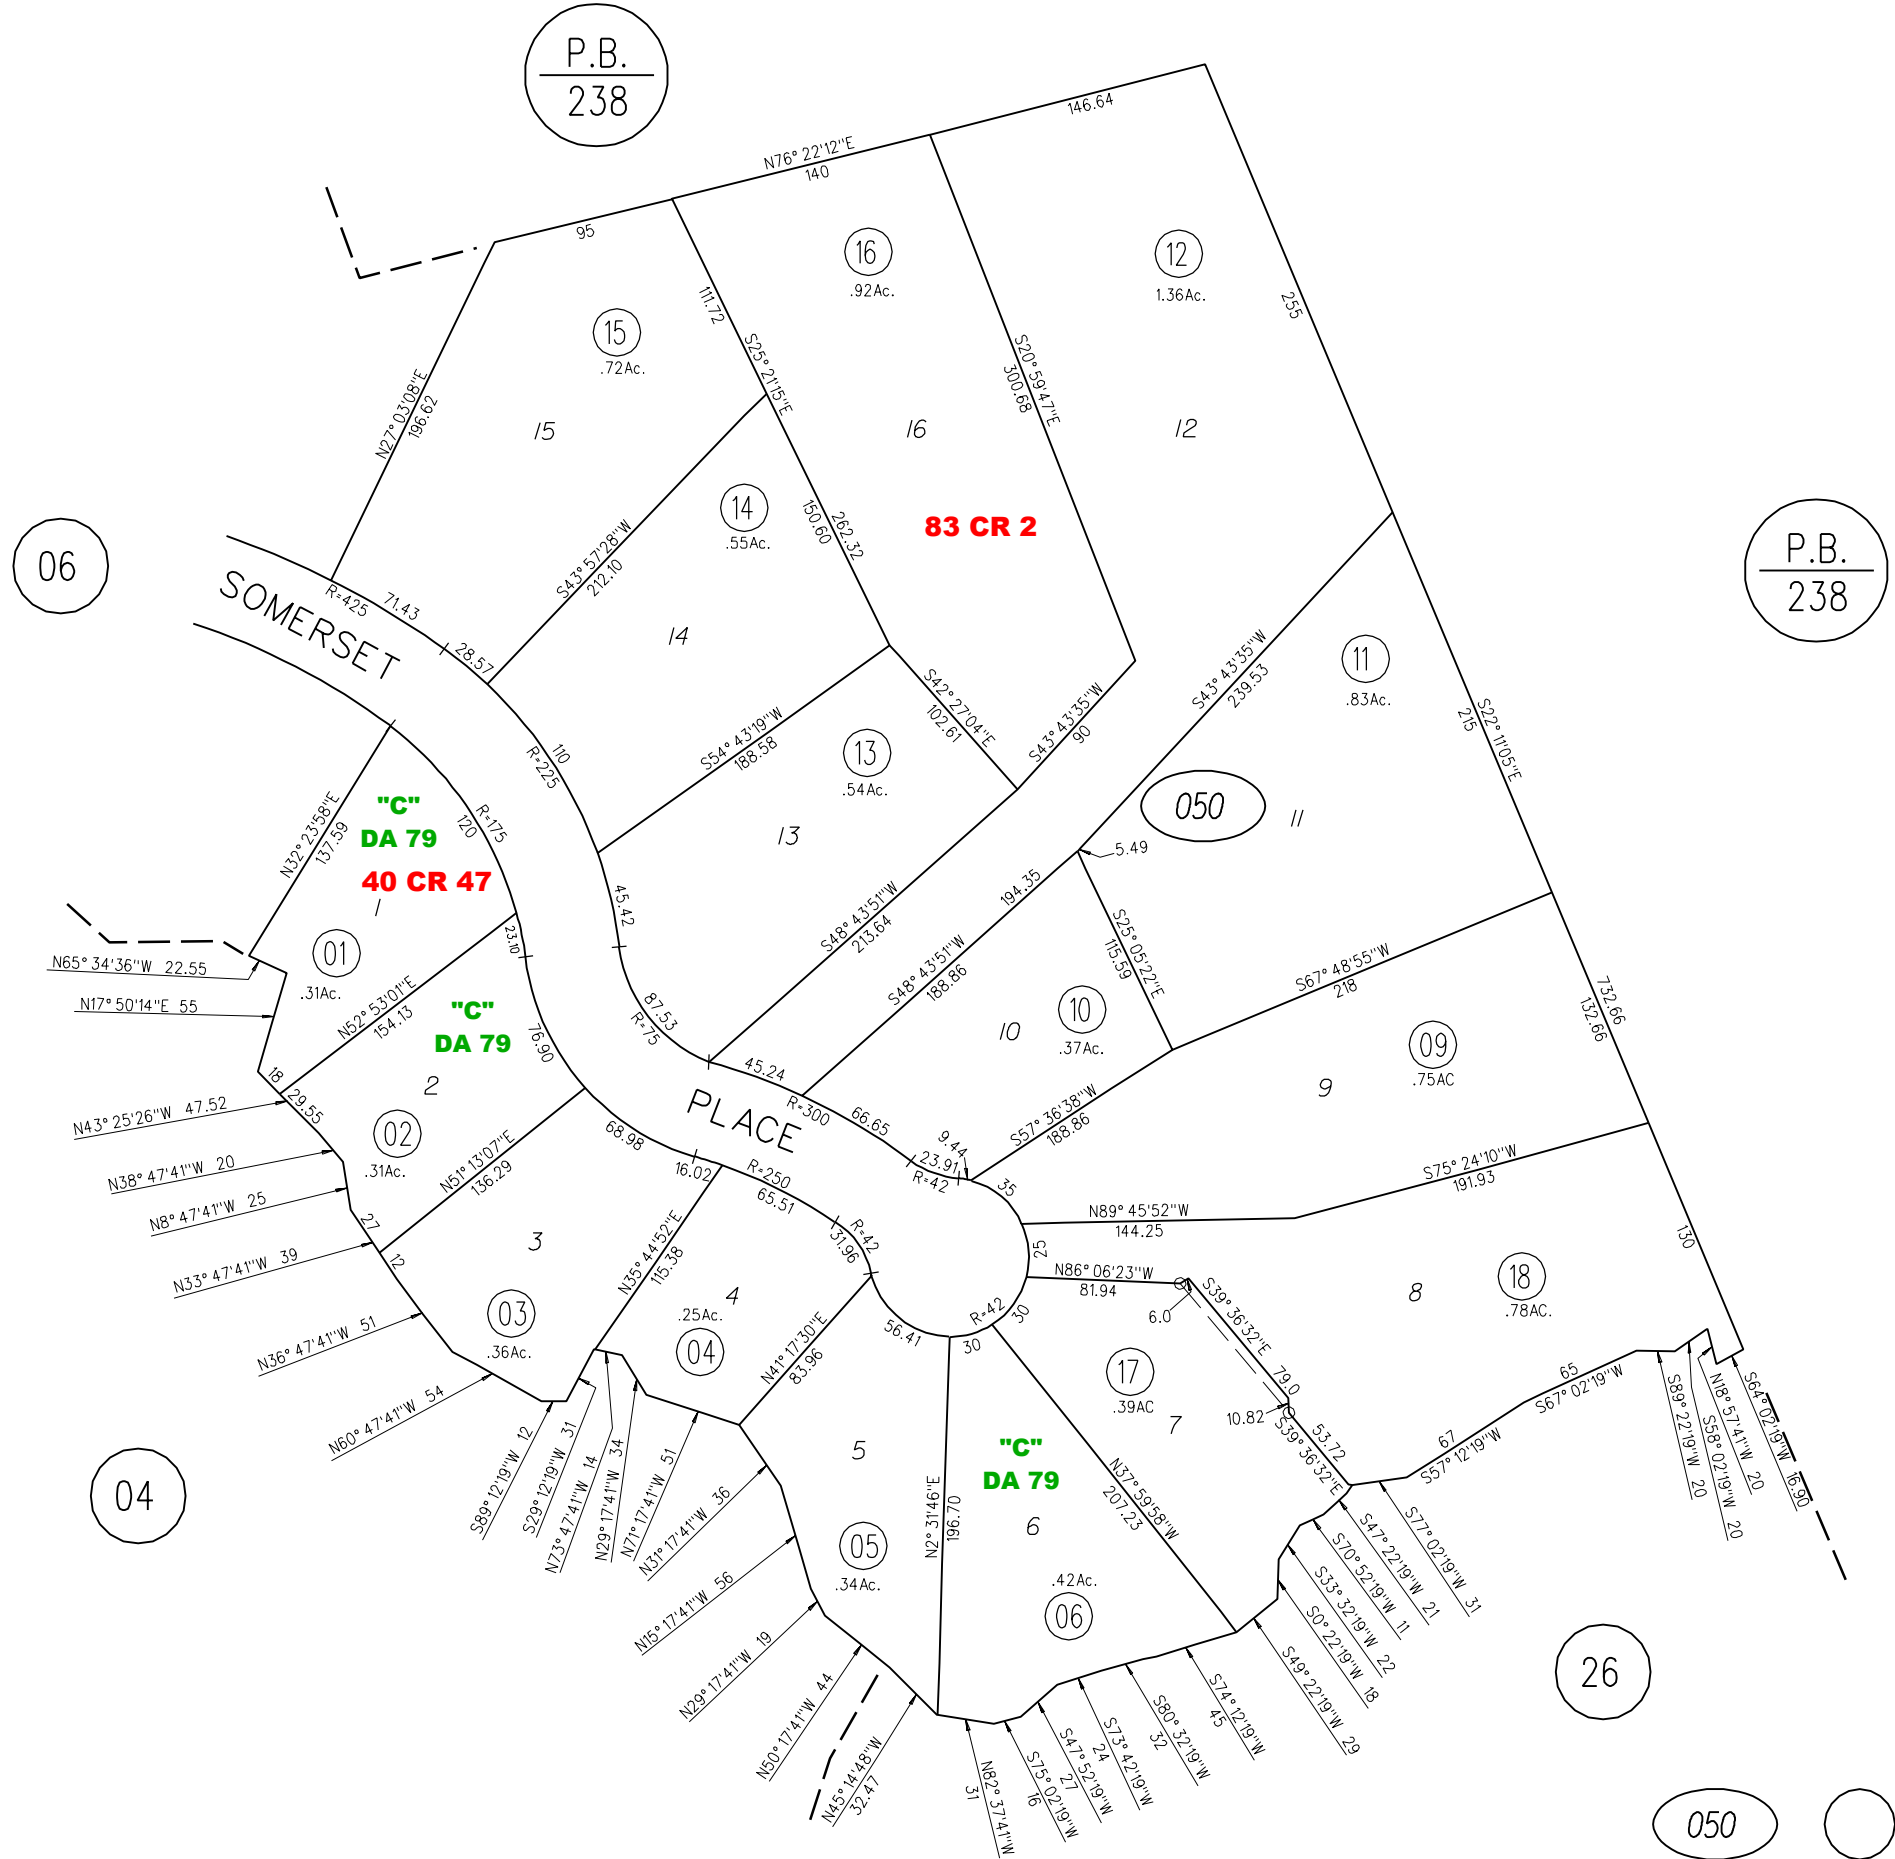 P.B.
238
146.64
N76° 22'12"E
140
95
16
.92Ac.
12
1.36Ac.
255
111.72
15
.72Ac.
S25° 21'15"E
S20° 59'47"E
300.68
N27° 03'08"E
196.62
15
16
12
14
.55Ac.
150.60
262.32
83 CR 2
06
P.B.
238
S43° 57'28"W
212.10
SOMERSET
R=425
71.43
28.57
14
S42° 27'04"E
102.61
S43° 43'35"W
90
S43° 43'35"W
239.53
11
.83Ac.
S22° 11'05"E
215
S54° 43'19"W
188.58
110
R=225
13
.54Ac.
050
11
13
5.49
"C"
DA 79
R=175
120
N32° 23'58"E
137.59
40 CR 47
1
01
.31Ac.
N65° 34'36"W 22.55
N17° 50'14"E 55
23.10
45.42
S48° 43'51"W
213.64
194.35
S48° 43'51"W
188.86
S25° 05'22"E
115.59
S67° 48'55"W
218
732.66
132.66
N52° 53'01"E
154.13
"C"
DA 79
2
02
.31Ac.
76.90
87.53
R=75
10
10
.37Ac.
09
.75AC
9
18
29.55
N43° 25'26"W 47.52
N38° 47'41"W 20
N8° 47'41"W 25
N33° 47'41"W 39
N36° 47'41"W 51
N60° 47'41"W 54
27
12
N51° 13'07"E
136.29
68.98
16.02
PLACE
45.24
R=300
66.65
R=250
65.51
9.44
23.91
R=42
35
S57° 36'38"W
188.86
S75° 24'10"W
191.93
N89° 45'52"W
144.25
25
130
3
03
.36Ac.
N35° 44'52"E
115.38
4
.25Ac.
04
R=42
31.96
N41° 17'30"E
83.96
56.41
R=42
30
30
N86° 06'23"W
81.94
6.0
S39° 36'32"E
79.0
10.82
S39° 36'32"E
53.72
8
18
.78AC.
17
.39AC
7
65
S67° 02'19"W
67
S57° 12'19"W
S89° 22'19"W 20
S58° 02'19"W 20
N18° 57'41"W 20
S64° 02'19"W 16.90
04
S89° 12'19"W 12
S29° 12'19"W 31
N73° 47'41"W 14
N29° 17'41"W 34
N71° 17'41"W 51
N31° 17'41"W 36
N15° 17'41"W 56
N29° 17'41"W 19
N50° 17'41"W 44
N45° 14'48"W
32.47
5
05
.34Ac.
N2° 31'46"E
196.70
"C"
DA 79
6
.42Ac.
06
N37° 59'58"W
207.23
S77° 02'19"W 31
S47° 22'19"W 21
S70° 52'19"W 11
S33° 32'19"W 22
S0° 22'19"W 18
S49° 22'19"W 29
S74° 12'19"W
45
S80° 32'19"W
32
S73° 42'19"W
24
S47° 52'19"W
27
S75° 02'19"W
16
N82° 37'41"W
31
26
050